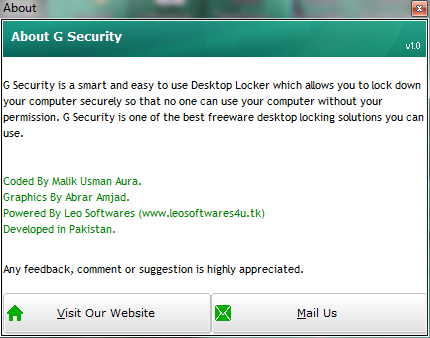 About
About G Security
v1.0
G Security is a smart and easy to use Desktop Locker which allows you to lock down
your computer securely so that no one can use your computer without your
permission. G Security is one of the best freeware desktop locking solutions you can
use.
Coded By Malik Usman Aura.
Graphics By Abrar Amjad.
Powered By Leo Softwares (www.leosoftwares4u.tk)
Developed in Pakistan.
Any feedback, comment or suggestion is highly appreciated.
Visit Our Website
Mail Us